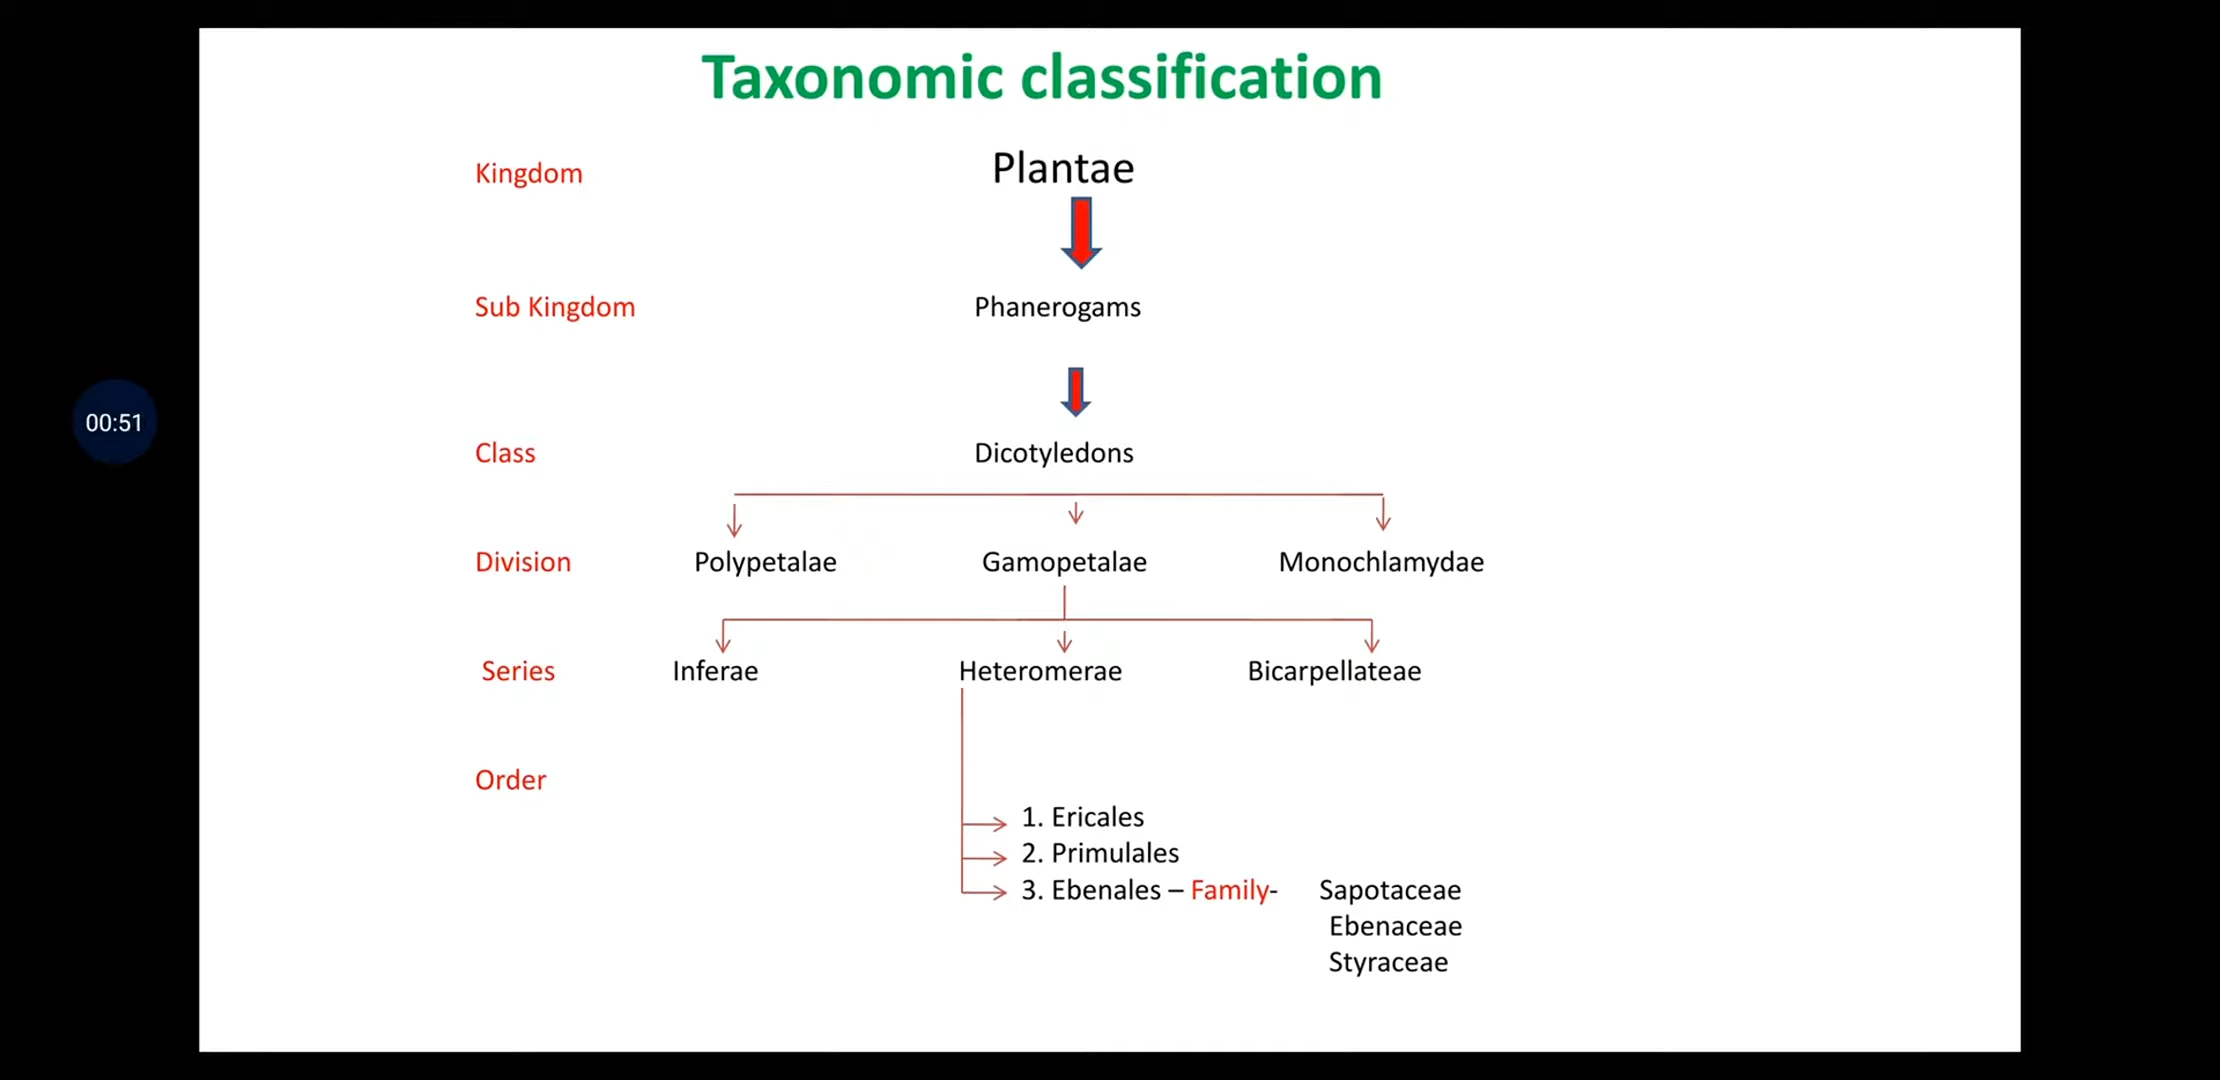 Taxonomic classification
Kingdom Plantae
Sub Kingdom Phanerogams
00:51
Class Dicotyledons
Division Polypetalae Gamopetalae Monochlamydae
Series Inferae Heteromerae Bicarpellateae
Order
1. Ericales
2. Primulales
3. Ebenales – Family- Sapotaceae
Ebenaceae
Styraceae